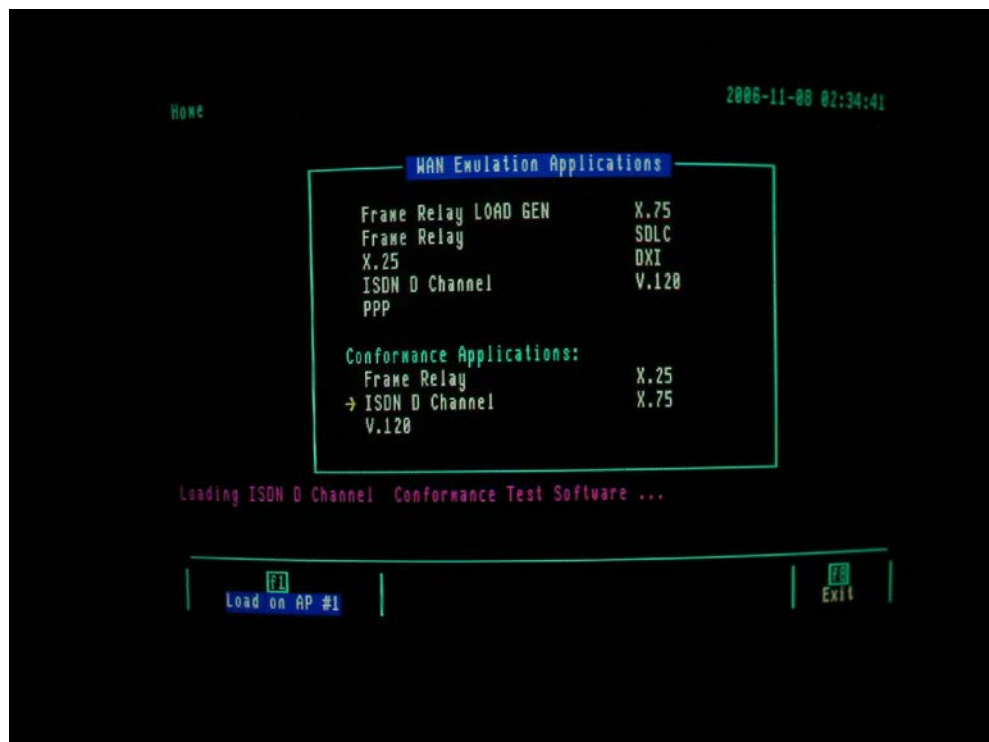 Home 2006-11-08 02:34:41
WAN Emulation Applications
Frame Relay LOAD GEN X.75
Frame Relay SDLC
X.25 DXI
ISDN D Channel V.120
PPP
Conformance Applications:
Frame Relay X.25
→ ISDN D Channel X.75
V.120
Loading ISDN D Channel Conformance Test Software ...
f1 f8
Load on AP #1 Exit